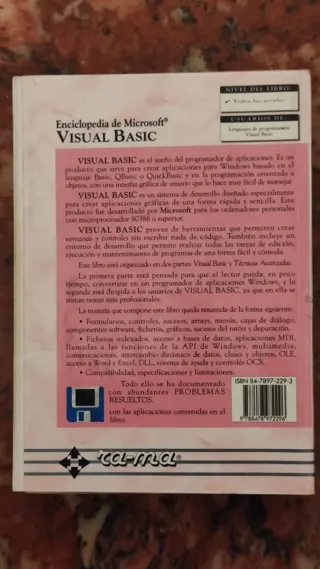 Enciclopedia de Microsoft®
VISUAL BASIC
NIVEL DEL LIBRO:
✓ Todos los niveles
USUARIOS DE:
Lenguajes de programación
Visual Basic
VISUAL BASIC es el sueño del programador de aplicaciones. Es un
producto que sirve para crear aplicaciones para Windows basado en el
lenguaje Basic, QBasic o QuickBasic y en la programación orientada a
objetos, con una interfaz gráfica de usuario que lo hace muy fácil de manejar.
VISUAL BASIC es un sistema de desarrollo diseñado especialmente
para crear aplicaciones gráficas de una forma rápida y sencilla. Este
producto fue desarrollado por Microsoft para los ordenadores personales
con microprocesador 80386 o superior.
VISUAL BASIC provee de herramientas que permiten crear
ventanas y controles sin escribir nada de código. También incluye un
entorno de desarrollo que permite realizar todas las tareas de edición,
ejecución y mantenimiento de programas de una forma fácil y cómoda.
Este libro está organizado en dos partes: Visual Basic y Técnicas Avanzadas.
La primera parte está pensada para que el lector pueda, en poco
tiempo, convertirse en un programador de aplicaciones Windows, y la
segunda está dirigida a los usuarios de VISUAL BASIC, ya que en ella se
tratan temas más profesionales.
La materia que compone este libro queda resumida de la forma siguiente:
• Formularios, controles, sucesos, arrays, menús, cajas de diálogo,
componentes software, ficheros, gráficos, sucesos del ratón y depuración.
• Ficheros indexados, acceso a bases de datos, aplicaciones MDI,
llamadas a las funciones de la API de Windows, multimedia,
comunicaciones, intercambio dinámico de datos, clases y objetos, OLE,
acceso a Word y Excel, DLL, sistema de ayuda y controles OCX.
• Compatibilidad, especificaciones y limitaciones.
Todo ello se ha documentado
con abundantes PROBLEMAS
RESUELTOS.
con las aplicaciones contenidas en el
libro.
ISBN 84-7897-229-3
9 788478 972296
ra-ma®